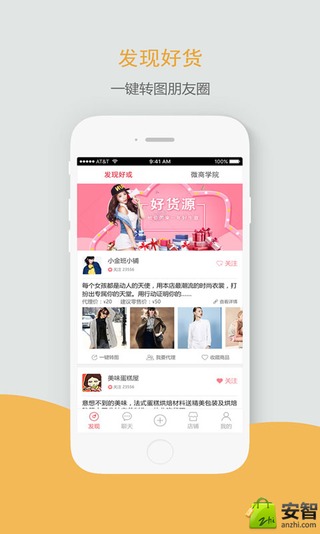 发现好货
一键转图朋友圈
AT&T
9:41 AM
发现好或
微商学院
好货源
小金班小铺
关注 23556
关注
每个女孩都是动人的天使，用本店最潮流的时尚衣装，打
扮出专属你的天堂。用行动证明你的......
代理价：¥20 建议零售价：¥50
查看详情
一键转图
我要代理
收藏商品
美味蛋糕屋
关注 23556
关注
意想不到的美味，法式蛋糕烘焙材料送精美包装及烘焙
发现
聊天
店铺
我的
安智
anzhi.com
zhi